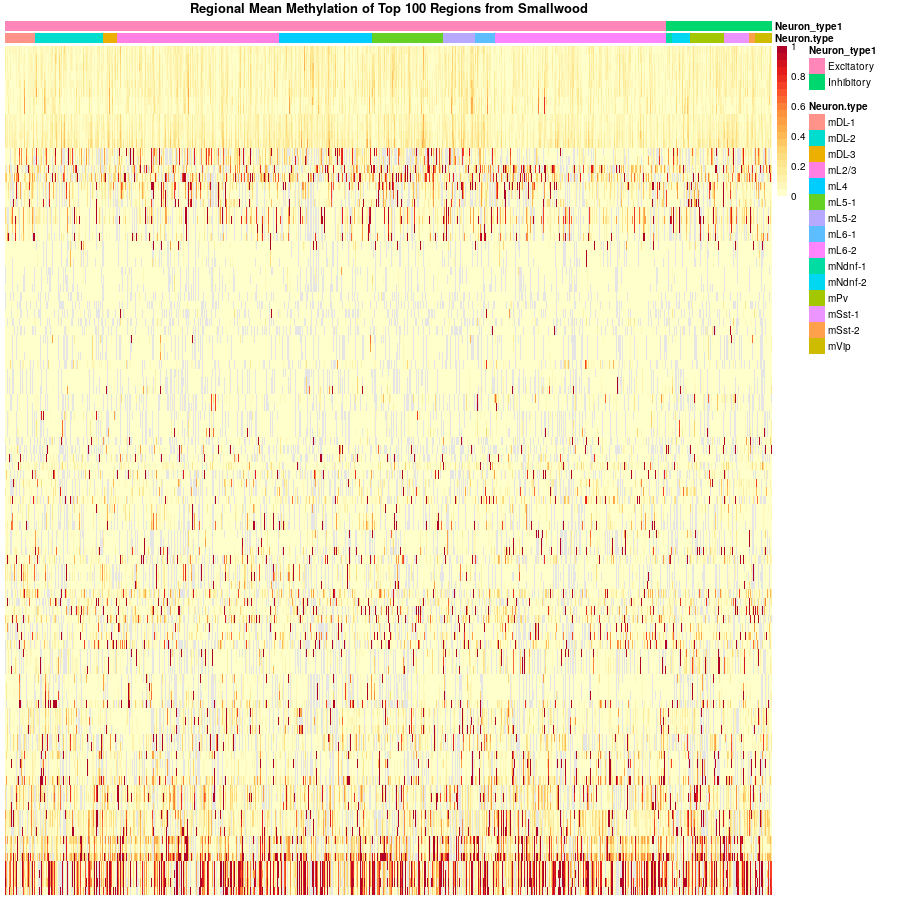 Regional Mean Methylation of Top 100 Regions from Smallwood
Neuron_type1
Neuron.type
1
0.8
0.6
0.4
0.2
0
Neuron_type1
Excitatory
Inhibitory
Neuron.type
mDL-1
mDL-2
mDL-3
mL2/3
mL4
mL5-1
mL5-2
mL6-1
mL6-2
mNdnf-1
mNdnf-2
mPv
mSst-1
mSst-2
mVip